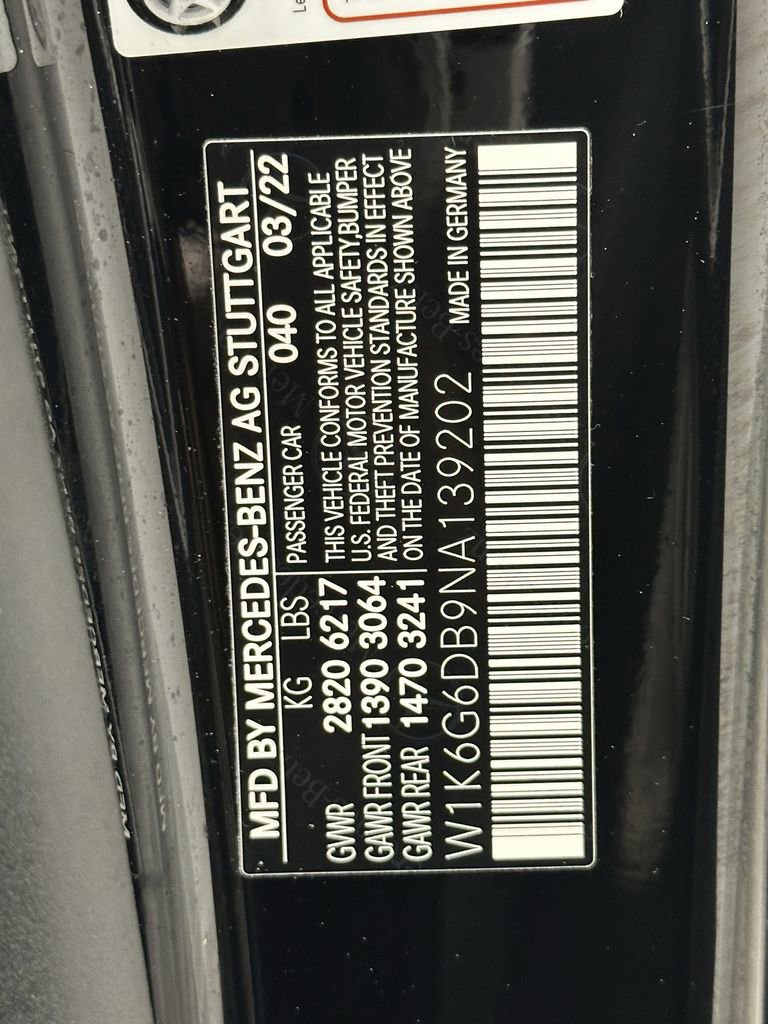 MFD BY MERCEDES-BENZ AG STUTTGART
KG LBS PASSENGER CAR 040 03/22
GVWR 2820 6217
GAWR FRONT 1390 3064
GAWR REAR 1470 3241
THIS VEHICLE CONFORMS TO ALL APPLICABLE
U.S. FEDERAL MOTOR VEHICLE SAFETY,BUMPER
AND THEFT PREVENTION STANDARDS IN EFFECT
ON THE DATE OF MANUFACTURE SHOWN ABOVE
W1K6G6DB9NA139202 MADE IN GERMANY